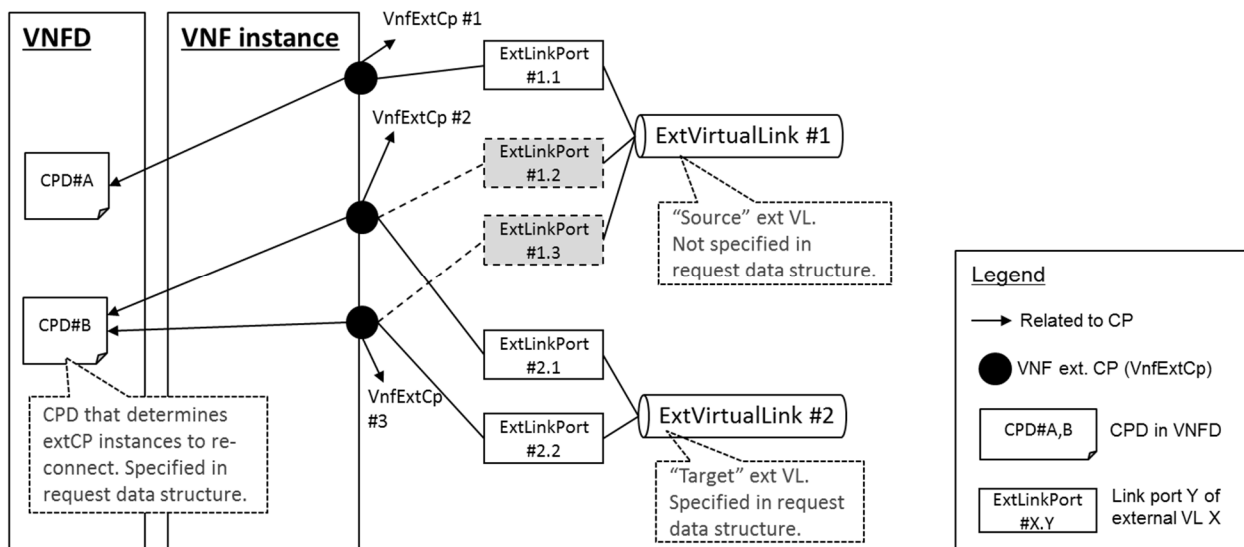 VNFD
VNF instance
VnfExtCp #1
ExtLinkPort
#1.1
VnfExtCp #2
ExtVirtualLink #1
CPD#A
ExtLinkPort
#1.2
“Source” ext VL.
Not specified in
request data structure.
ExtLinkPort
#1.3
CPD#B
VnfExtCp
#3
ExtLinkPort
#2.1
CPD that determines
extCP instances to re-
connect. Specified in
request data structure.
ExtLinkPort
#2.2
ExtVirtualLink #2
“Target” ext VL.
Specified in request
data structure.
Legend
Related to CP
VNF ext. CP (VnfExtCp)
CPD#A,B
CPD in VNFD
ExtLinkPort
#X.Y
Link port Y of
external VL X